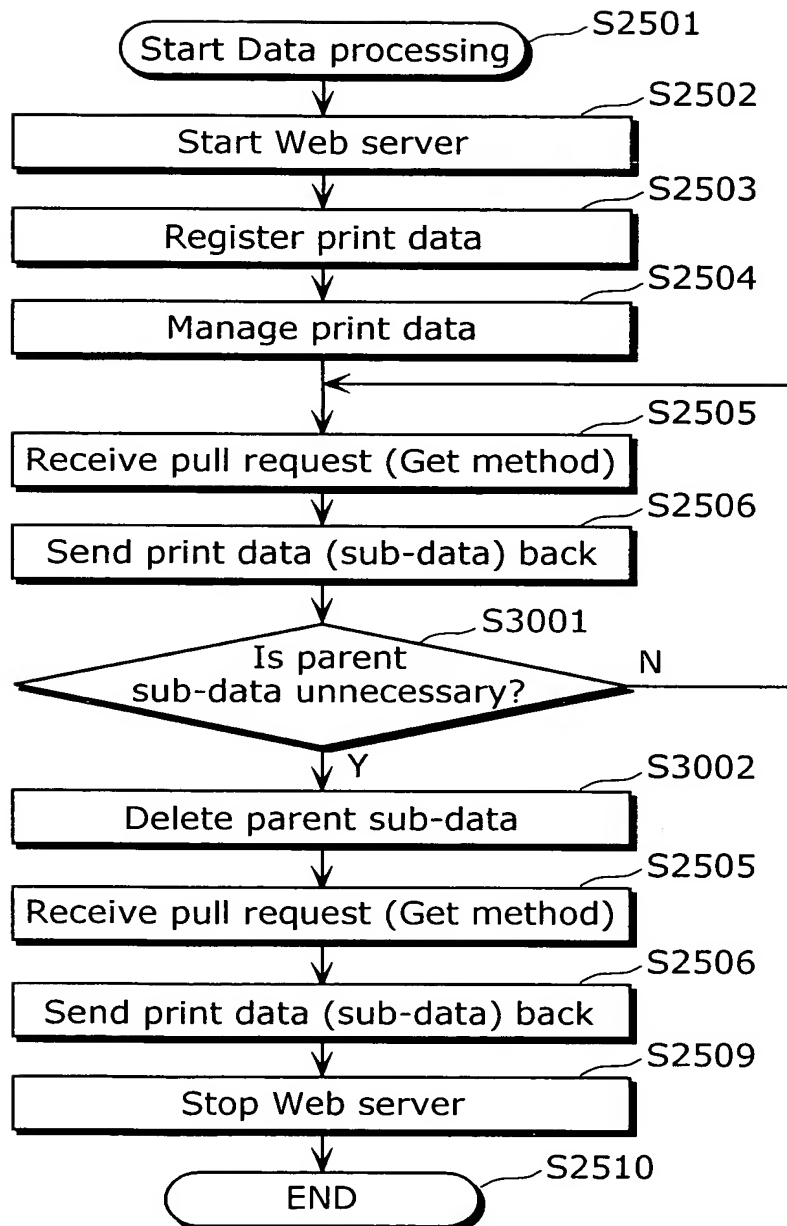 S2501
Start Data processing
S2502
Start Web server
S2503
Register print data
S2504
Manage print data
S2505
Receive pull request (Get method)
S2506
Send print data (sub-data) back
S3001
Is parent
sub-data unnecessary?
N
Y
S3002
Delete parent sub-data
S2505
Receive pull request (Get method)
S2506
Send print data (sub-data) back
S2509
Stop Web server
S2510
END